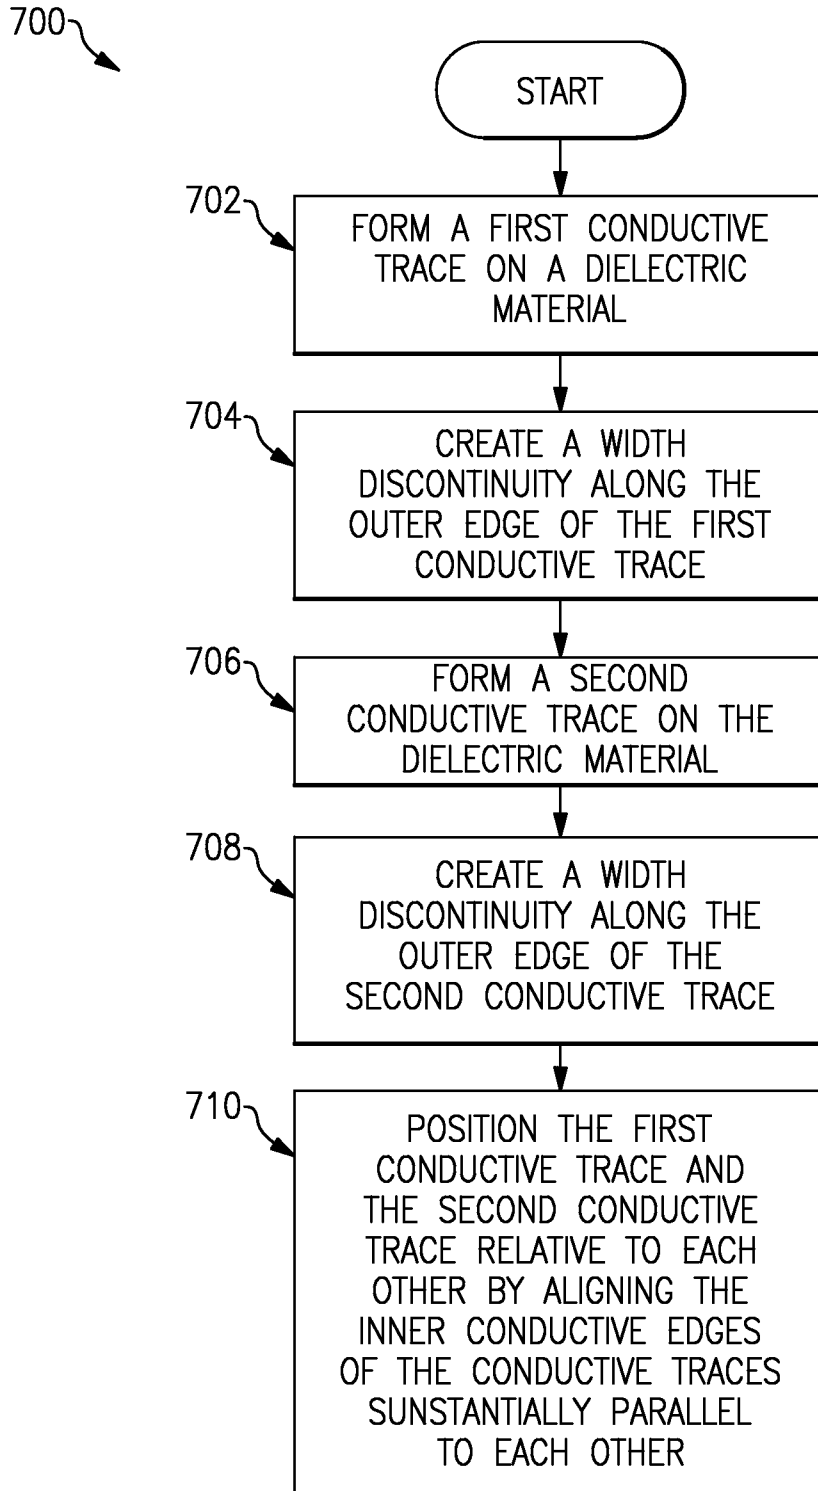 700
START
702
FORM A FIRST CONDUCTIVE
TRACE ON A DIELECTRIC
MATERIAL
704
CREATE A WIDTH
DISCONTINUITY ALONG THE
OUTER EDGE OF THE FIRST
CONDUCTIVE TRACE
706
FORM A SECOND
CONDUCTIVE TRACE ON THE
DIELECTRIC MATERIAL
708
CREATE A WIDTH
DISCONTINUITY ALONG THE
OUTER EDGE OF THE
SECOND CONDUCTIVE TRACE
710
POSITION THE FIRST
CONDUCTIVE TRACE AND
THE SECOND CONDUCTIVE
TRACE RELATIVE TO EACH
OTHER BY ALIGNING THE
INNER CONDUCTIVE EDGES
OF THE CONDUCTIVE TRACES
SUNSTANTIALLY PARALLEL
TO EACH OTHER